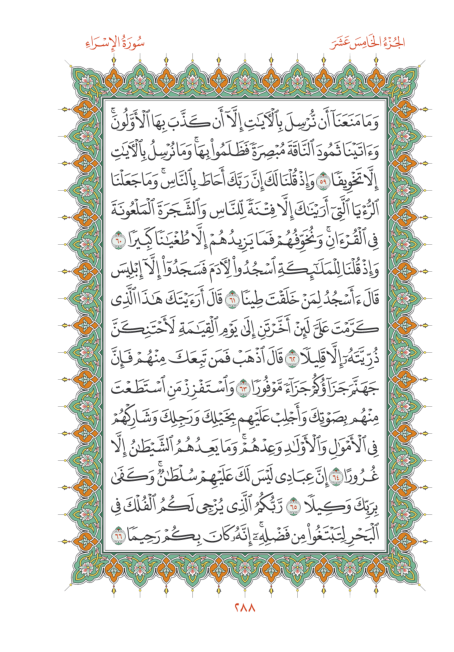 الجُزْءُ الخَامِسَ عَشَرَ
سُورَةُ الإِسْرَاءِ
وَمَا مَنَعَنَآ أَن نُّرْسِلَ بِٱلْءَايَٰتِ إِلَّآ أَن كَذَّبَ بِهَا ٱلْأَوَّلُونَۚ
وَءَاتَيْنَا ثَمُودَ ٱلنَّاقَةَ مُبْصِرَةً فَظَلَمُوا۟ بِهَاۚ وَمَا نُرْسِلُ بِٱلْءَايَٰتِ
إِلَّا تَخْوِيفًا ٥٩ وَإِذْ قُلْنَا لَكَ إِنَّ رَبَّكَ أَحَاطَ بِٱلنَّاسِۚ وَمَا جَعَلْنَا
ٱلرُّءْيَا ٱلَّتِىٓ أَرَيْنَٰكَ إِلَّا فِتْنَةً لِّلنَّاسِ وَٱلشَّجَرَةَ ٱلْمَلْعُونَةَ
فِى ٱلْقُرْءَانِۚ وَنُخَوِّفُهُمْ فَمَا يَزِيدُهُمْ إِلَّا طُغْيَٰنًا كَبِيرًا ٦٠
وَإِذْ قُلْنَا لِلْمَلَٰٓئِكَةِ ٱسْجُدُوا۟ لِءَادَمَ فَسَجَدُوٓا۟ إِلَّآ إِبْلِيسَ
قَالَ ءَأَسْجُدُ لِمَنْ خَلَقْتَ طِينًا ٦١ قَالَ أَرَءَيْتَكَ هَٰذَا ٱلَّذِى
كَرَّمْتَ عَلَىَّ لَئِنْ أَخَّرْتَنِ إِلَىٰ يَوْمِ ٱلْقِيَٰمَةِ لَأَحْتَنِكَنَّ
ذُرِّيَّتَهُۥٓ إِلَّا قَلِيلًا ٦٢ قَالَ ٱذْهَبْ فَمَن تَبِعَكَ مِنْهُمْ فَإِنَّ
جَهَنَّمَ جَزَآؤُكُمْ جَزَآءً مَّوْفُورًا ٦٣ وَٱسْتَفْزِزْ مَنِ ٱسْتَطَعْتَ
مِنْهُم بِصَوْتِكَ وَأَجْلِبْ عَلَيْهِم بِخَيْلِكَ وَرَجِلِكَ وَشَارِكْهُمْ
فِى ٱلْأَمْوَٰلِ وَٱلْأَوْلَٰدِ وَعِدْهُمْۚ وَمَا يَعِدُهُمُ ٱلشَّيْطَٰنُ إِلَّا
غُرُورًا ٦٤ إِنَّ عِبَادِى لَيْسَ لَكَ عَلَيْهِمْ سُلْطَٰنٌۚ وَكَفَىٰ
بِرَبِّكَ وَكِيلًا ٦٥ رَّبُّكُمُ ٱلَّذِى يُزْجِى لَكُمُ ٱلْفُلْكَ فِى
ٱلْبَحْرِ لِتَبْتَغُوا۟ مِن فَضْلِهِۦٓۚ إِنَّهُۥ كَانَ بِكُمْ رَحِيمًا ٦٦
٢٨٨